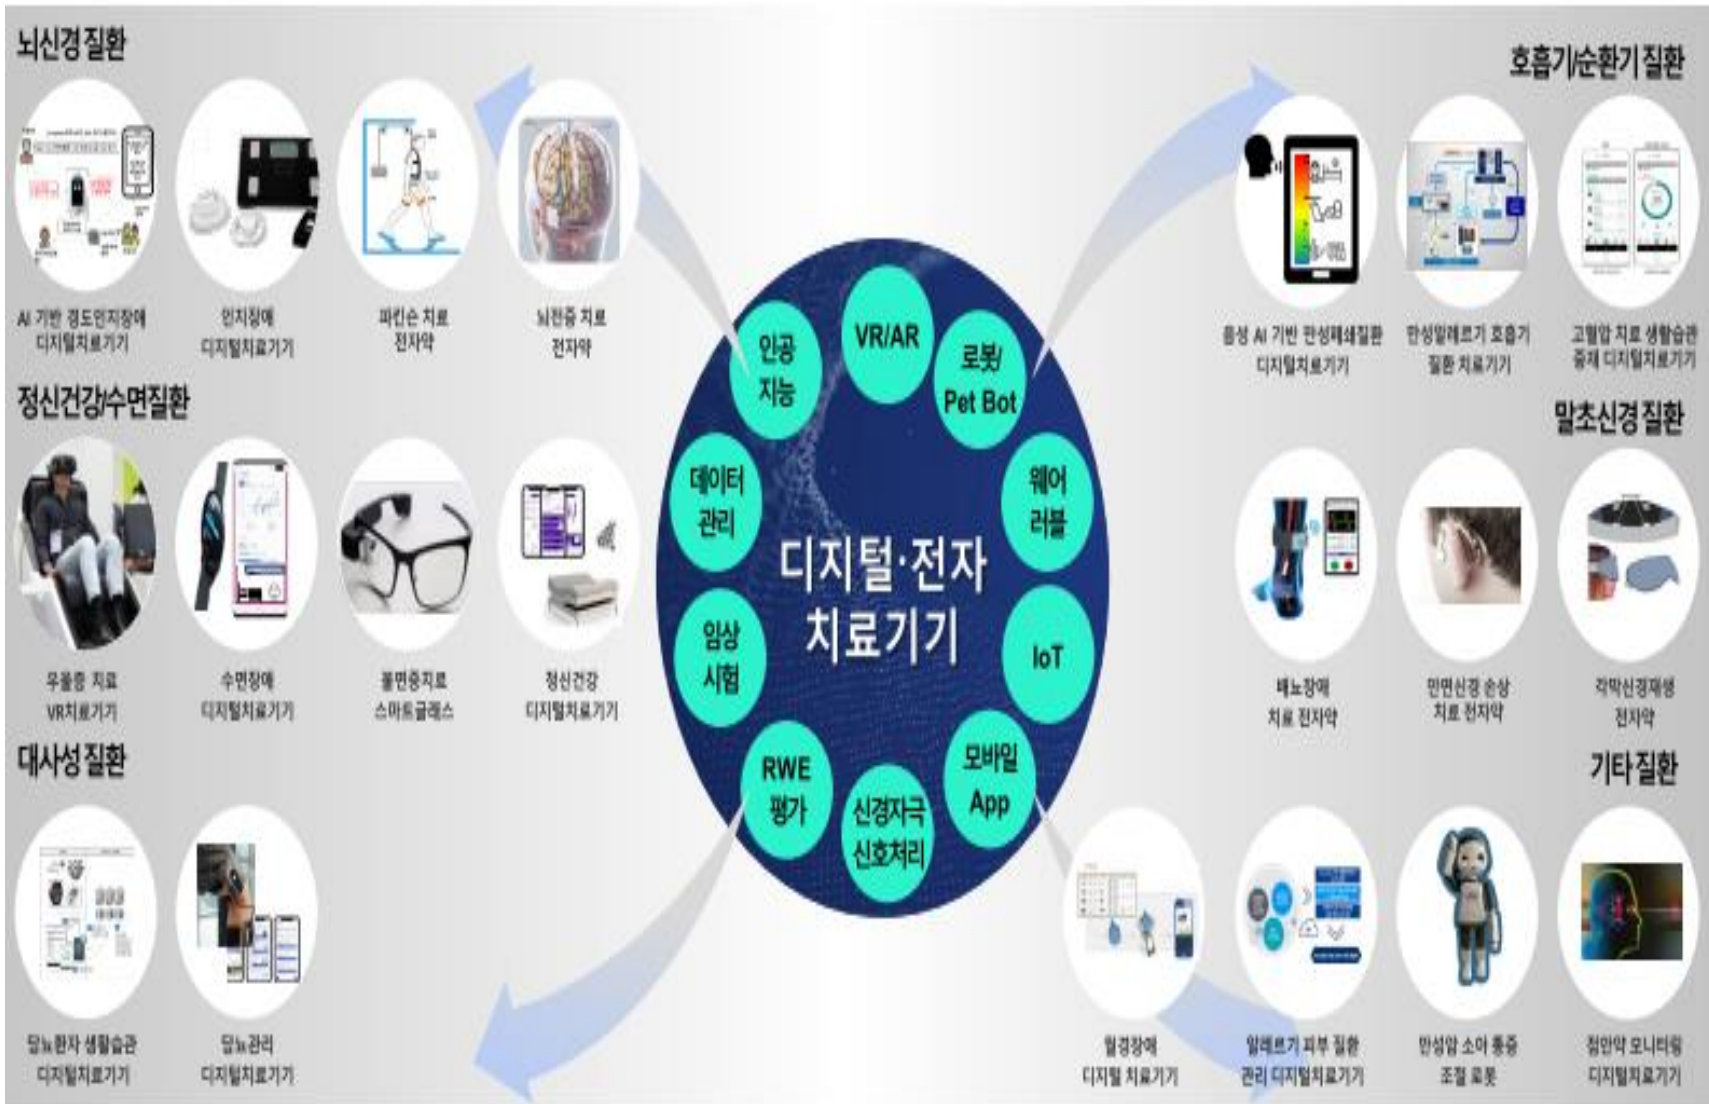 뇌신경 질환
AI 기반 경도인지장애
디지털치료기기
인지장애
디지털치료기기
파킨슨 치료
전자약
뇌전증 치료
전자약
정신건강/수면질환
우울증 치료
VR치료기기
수면장애
디지털치료기기
불면증치료
스마트글래스
정신건강
디지털치료기기
대사성 질환
당뇨환자 생활습관
디지털치료기기
당뇨관리
디지털치료기기
디지털·전자
치료기기
인공
지능
VR/AR
로봇/
Pet Bot
데이터
관리
웨어
러블
임상
시험
IoT
RWE
평가
신경자극
신호처리
모바일
App
호흡기/순환기 질환
음성 AI 기반 만성폐쇄질환
디지털치료기기
만성알레르기 호흡기
질환 치료기기
고혈압 치료 생활습관
중재 디지털치료기기
말초신경 질환
배뇨장애
치료 전자약
안면신경 손상
치료 전자약
각막신경재생
전자약
기타 질환
월경장애
디지털 치료기기
알레르기 피부 질환
관리 디지털치료기기
만성암 소아 통증
조절 로봇
점안약 모니터링
디지털치료기기